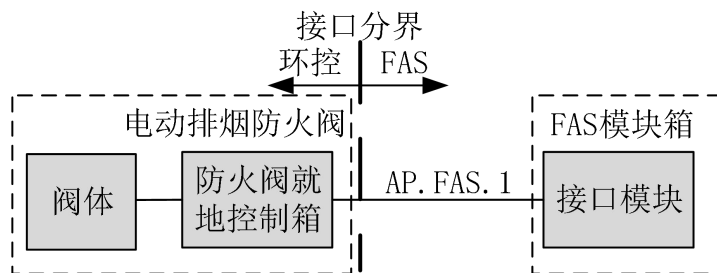 接口分界
环控 FAS
电动排烟防火阀
FAS模块箱
阀体
防火阀就
地控制箱
AP.FAS.1
接口模块